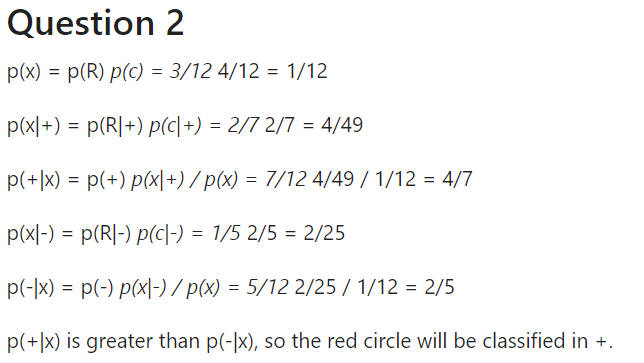 Question 2
p(x) = p(R) p(c) = 3/12 4/12 = 1/12
p(x|+) = p(R|+) p(c|+) = 2/7 2/7 = 4/49
p(+|x) = p(+) p(x|+) / p(x) = 7/12 4/49 / 1/12 = 4/7
p(x|-) = p(R|-) p(c|-) = 1/5 2/5 = 2/25
p(-|x) = p(-) p(x|-) / p(x) = 5/12 2/25 / 1/12 = 2/5
p(+|x) is greater than p(-|x), so the red circle will be classified in +.